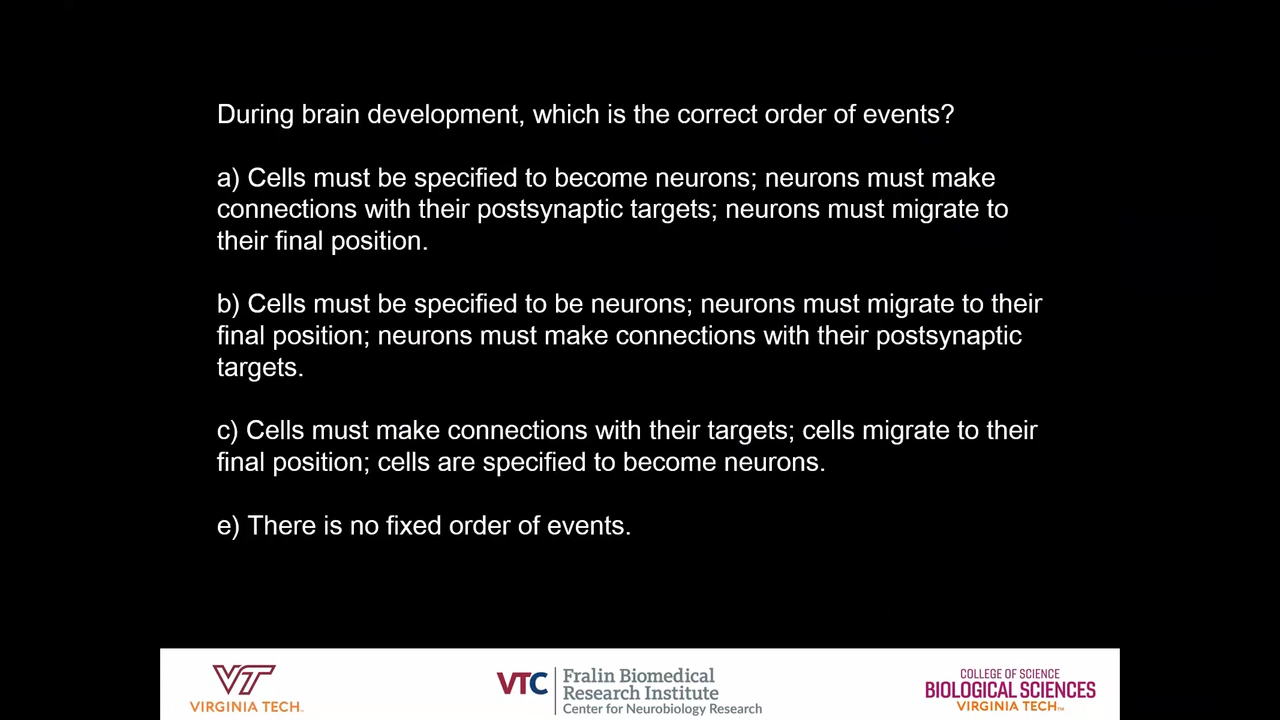 During brain development, which is the correct order of events?
a) Cells must be specified to become neurons; neurons must make
connections with their postsynaptic targets; neurons must migrate to
their final position.
b) Cells must be specified to be neurons; neurons must migrate to their
final position; neurons must make connections with their postsynaptic
targets.
c) Cells must make connections with their targets; cells migrate to their
final position; cells are specified to become neurons.
e) There is no fixed order of events.
VT
VIRGINIA TECH.
VTC
Fralin Biomedical
Research Institute
Center for Neurobiology Research
COLLEGE OF SCIENCE
BIOLOGICAL SCIENCES
VIRGINIA TECH™